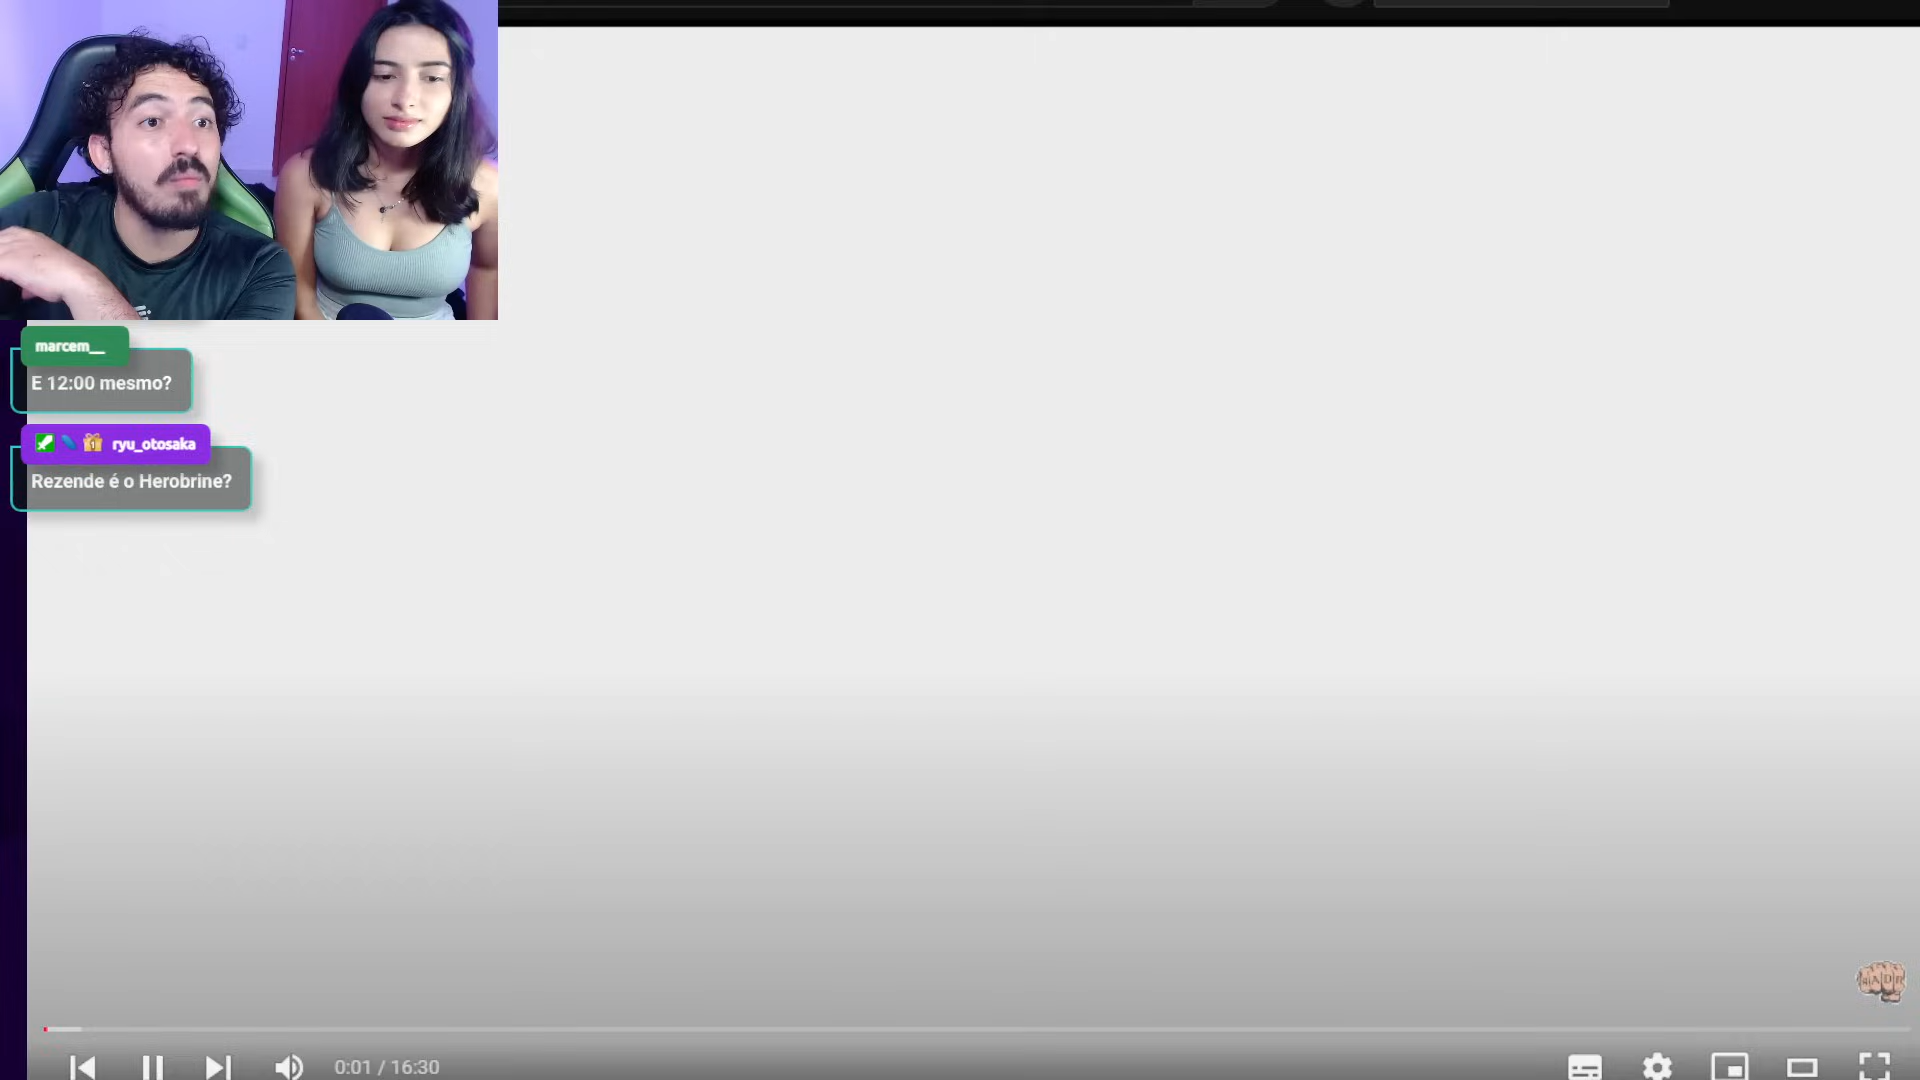 marcem__
E 12:00 mesmo?
ryu_otosaka
Rezende é o Herobrine?
0:01 / 16:30